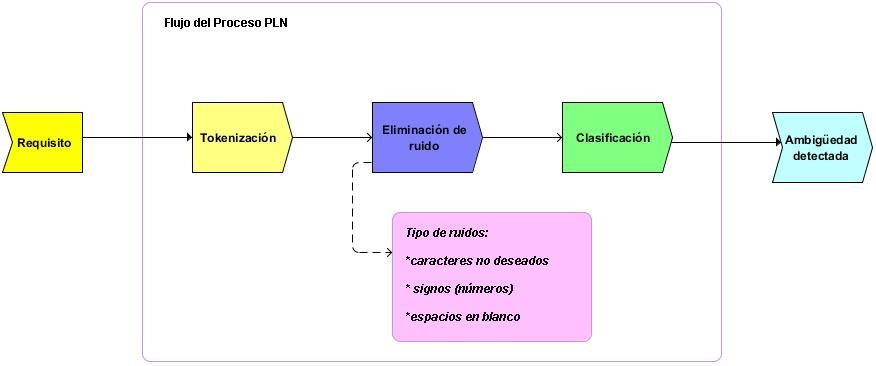 Flujo del Proceso PLN
Requisito
Tokenización
Eliminación de
ruido
Clasificación
Ambigüedad
detectada
Tipo de ruidos:
*caracteres no deseados
* signos (números)
*espacios en blanco